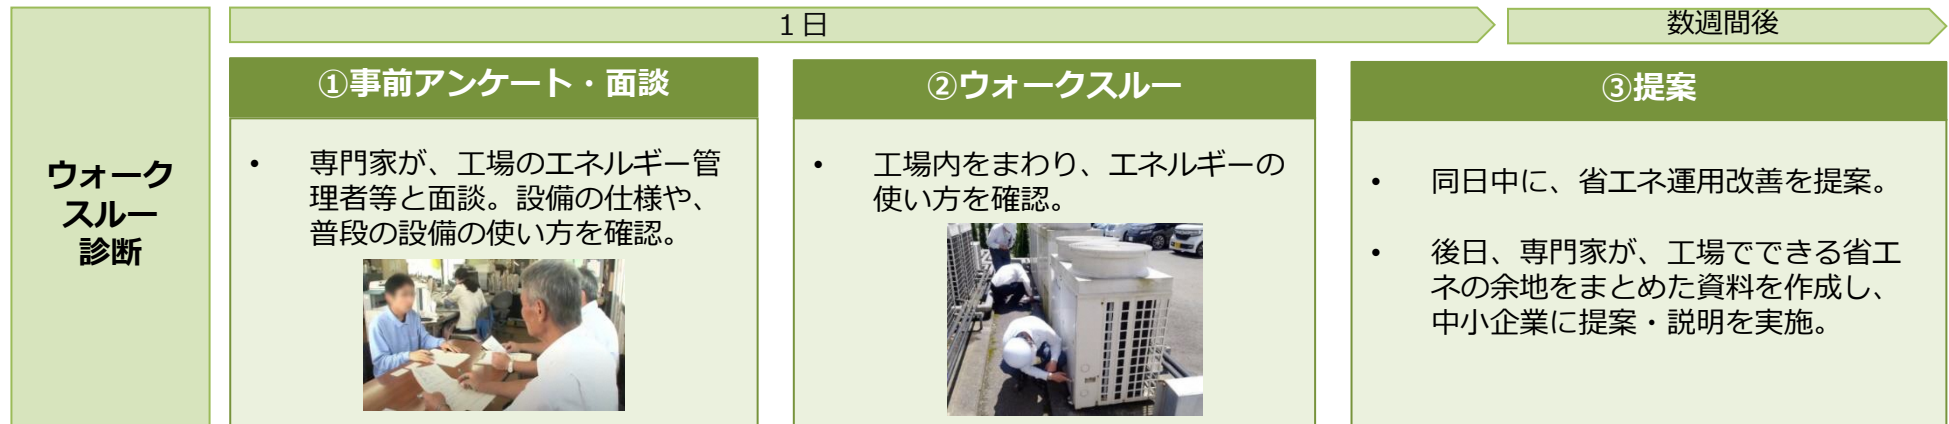 1日
数週間後
ウォーク
スルー
診断
①事前アンケート・面談
• 専門家が、工場のエネルギー管
理者等と面談。設備の仕様や、
普段の設備の使い方を確認。
②ウォークスルー
• 工場内をまわり、エネルギーの
使い方を確認。
③提案
• 同日中に、省エネ運用改善を提案。
• 後日、専門家が、工場でできる省エ
ネの余地をまとめた資料を作成し、
中小企業に提案・説明を実施。